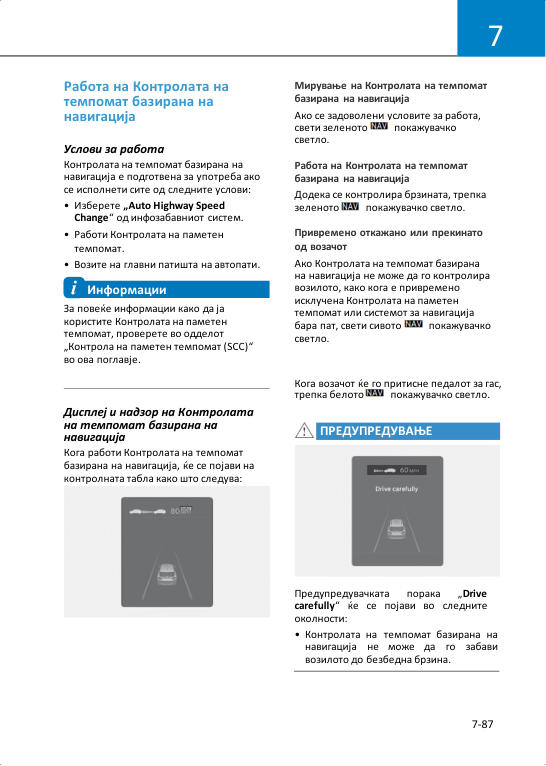 7
Работа на Контролата на
темпомат базирана на
навигација
Услови за работа
Контролата на темпомат базирана на
навигација е подготвена за употреба ако
се исполнети сите од следните услови:
• Изберете „Auto Highway Speed
Change“ од инфозабавниот систем.
• Работи Контролата на паметен
темпомат.
• Возите на главни патишта на автопати.
i Информации
За повеќе информации како да ја
користите Контролата на паметен
темпомат, проверете во одделот
„Контрола на паметен темпомат (SCC)“
во ова поглавје.
Дисплеј и надзор на Контролата
на темпомат базирана на
навигација
Кога работи Контролата на темпомат
базирана на навигација, ќе се појави на
контролната табла како што следува:
80
Мирување на Контролата на темпомат
базирана на навигација
Ако се задоволени условите за работа,
свети зеленото NAV покажувачко
светло.
Работа на Контролата на темпомат
базирана на навигација
Додека се контролира брзината, трепка
зеленото NAV покажувачко светло.
Привремено откажано или прекинато
од возачот
Ако Контролата на темпомат базирана
на навигација не може да го контролира
возилото, како кога е привремено
исклучена Контролата на паметен
темпомат или системот за навигација
бара пат, свети сивото NAV покажувачко
светло.
Кога возачот ќе го притисне педалот за гас,
трепка белото NAV покажувачко светло.
ПРЕДУПРЕДУВАЊЕ
60 MPH
Drive carefully
Предупредувачката порака „Drive
carefully“ ќе се појави во следните
околности:
• Контролата на темпомат базирана на
навигација не може да го забави
возилото до безбедна брзина.
7-87